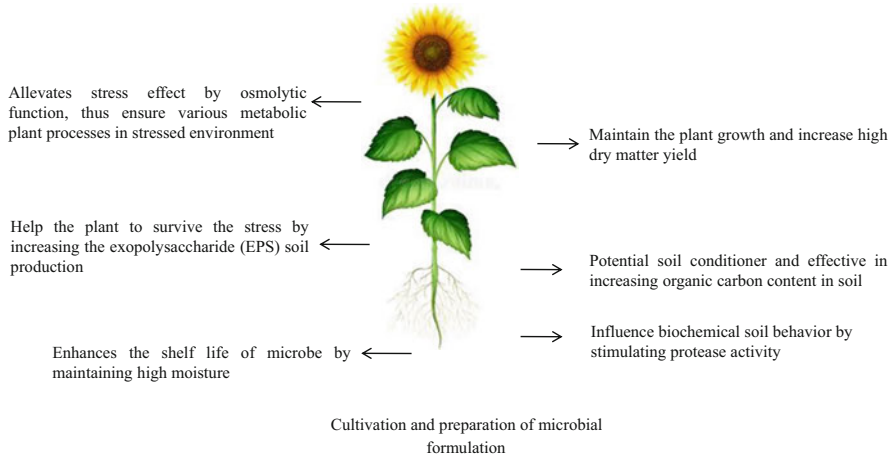 Allevates stress effect by osmolytic
function, thus ensure various metabolic
plant processes in stressed environment
Maintain the plant growth and increase high
dry matter yield
Help the plant to survive the stress by
increasing the exopolysaccharide (EPS) soil
production
Potential soil conditioner and effective in
increasing organic carbon content in soil
Influence biochemical soil behavior by
stimulating protease activity
Enhances the shelf life of microbe by
maintaining high moisture
Cultivation and preparation of microbial
formulation